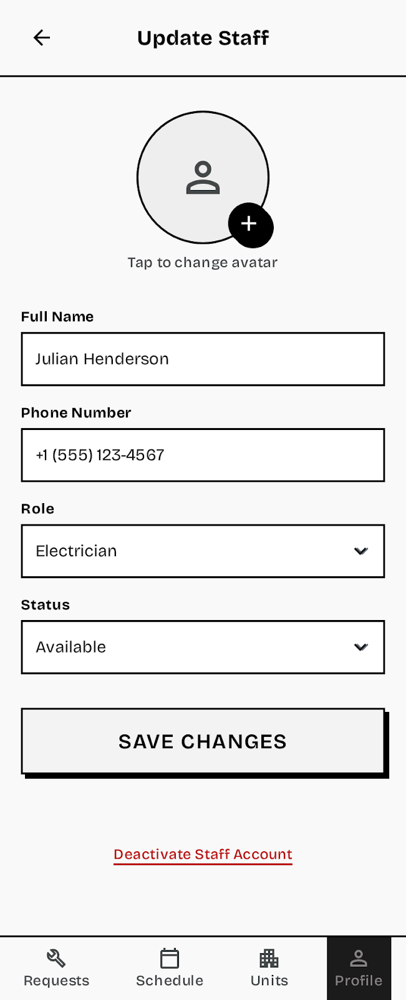 Update Staff
Tap to change avatar
Full Name
Julian Henderson
Phone Number
+1 (555) 123-4567
Role
Electrician
Status
Available
SAVE CHANGES
Deactivate Staff Account
Requests
Schedule
Units
Profile